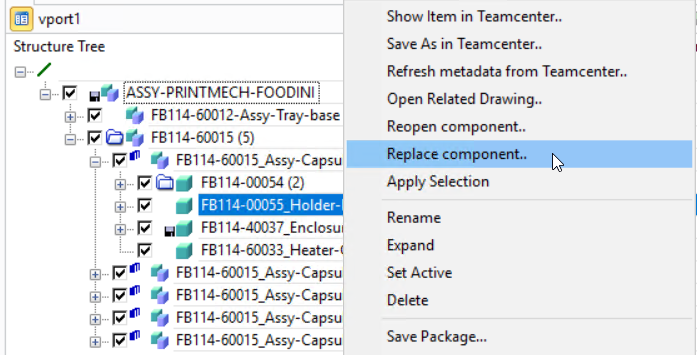 vport1
Structure Tree
ASSY-PRINTMECH-FOODINI
FB114-60012-Assy-Tray-base
FB114-60015 (5)
FB114-60015_Assy-Capsu
FB114-00054 (2)
FB114-00055_Holder-
FB114-40037_Enclosu
FB114-60033_Heater-
FB114-60015_Assy-Capsu
FB114-60015_Assy-Capsu
FB114-60015_Assy-Capsu
FB114-60015_Assy-Capsu
Show Item in Teamcenter..
Save As in Teamcenter..
Refresh metadata from Teamcenter..
Open Related Drawing..
Reopen component..
Replace component..
Apply Selection
Rename
Expand
Set Active
Delete
Save Package...